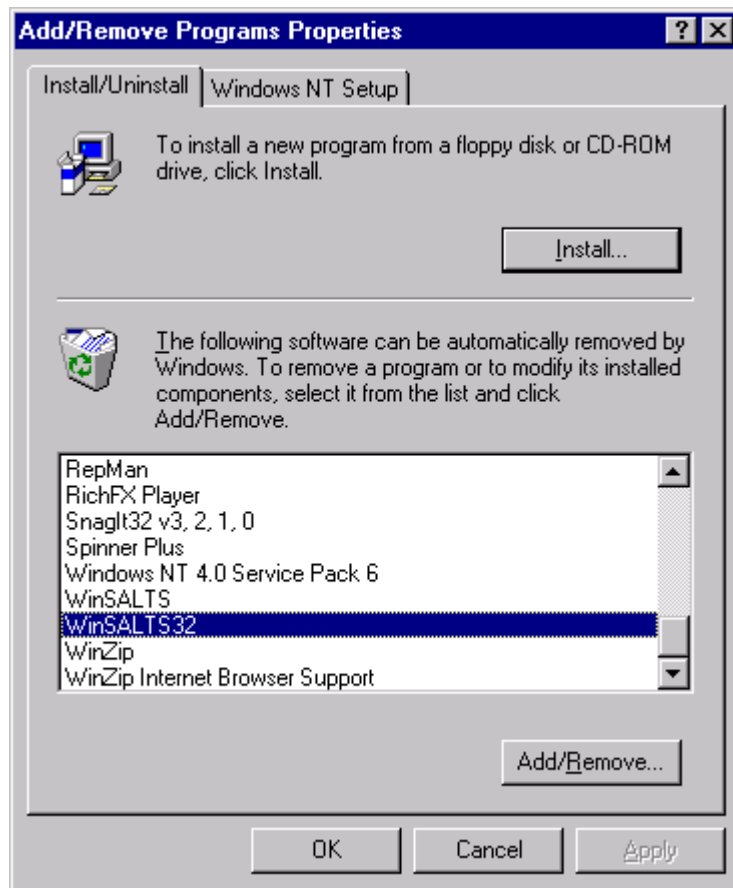 Add/Remove Programs Properties
Install/Uninstall
Windows NT Setup
To install a new program from a floppy disk or CD-ROM
drive, click Install.
Install...
The following software can be automatically removed by
Windows. To remove a program or to modify its installed
components, select it from the list and click
Add/Remove.
RepMan
RichFX Player
SnagIt32 v3, 2, 1, 0
Spinner Plus
Windows NT 4.0 Service Pack 6
WinSALTS
WinSALTS32
WinZip
WinZip Internet Browser Support
Add/Remove...
OK
Cancel
Apply